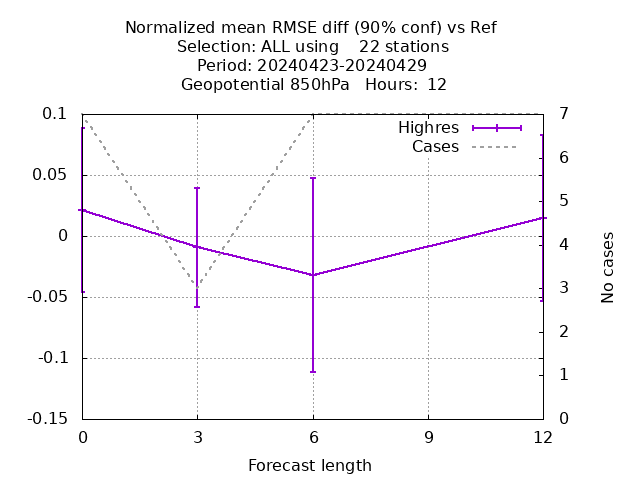 Normalized mean RMSE diff (90% conf) vs Ref
Selection: ALL using    22 stations
Period: 20240423-20240429
Geopotential 850hPa   Hours:  12
Highres
Cases
0.1
0.05
0
-0.05
-0.1
-0.15
7
6
5
4
3
2
1
0
No cases
0 3 6 9 12
Forecast length